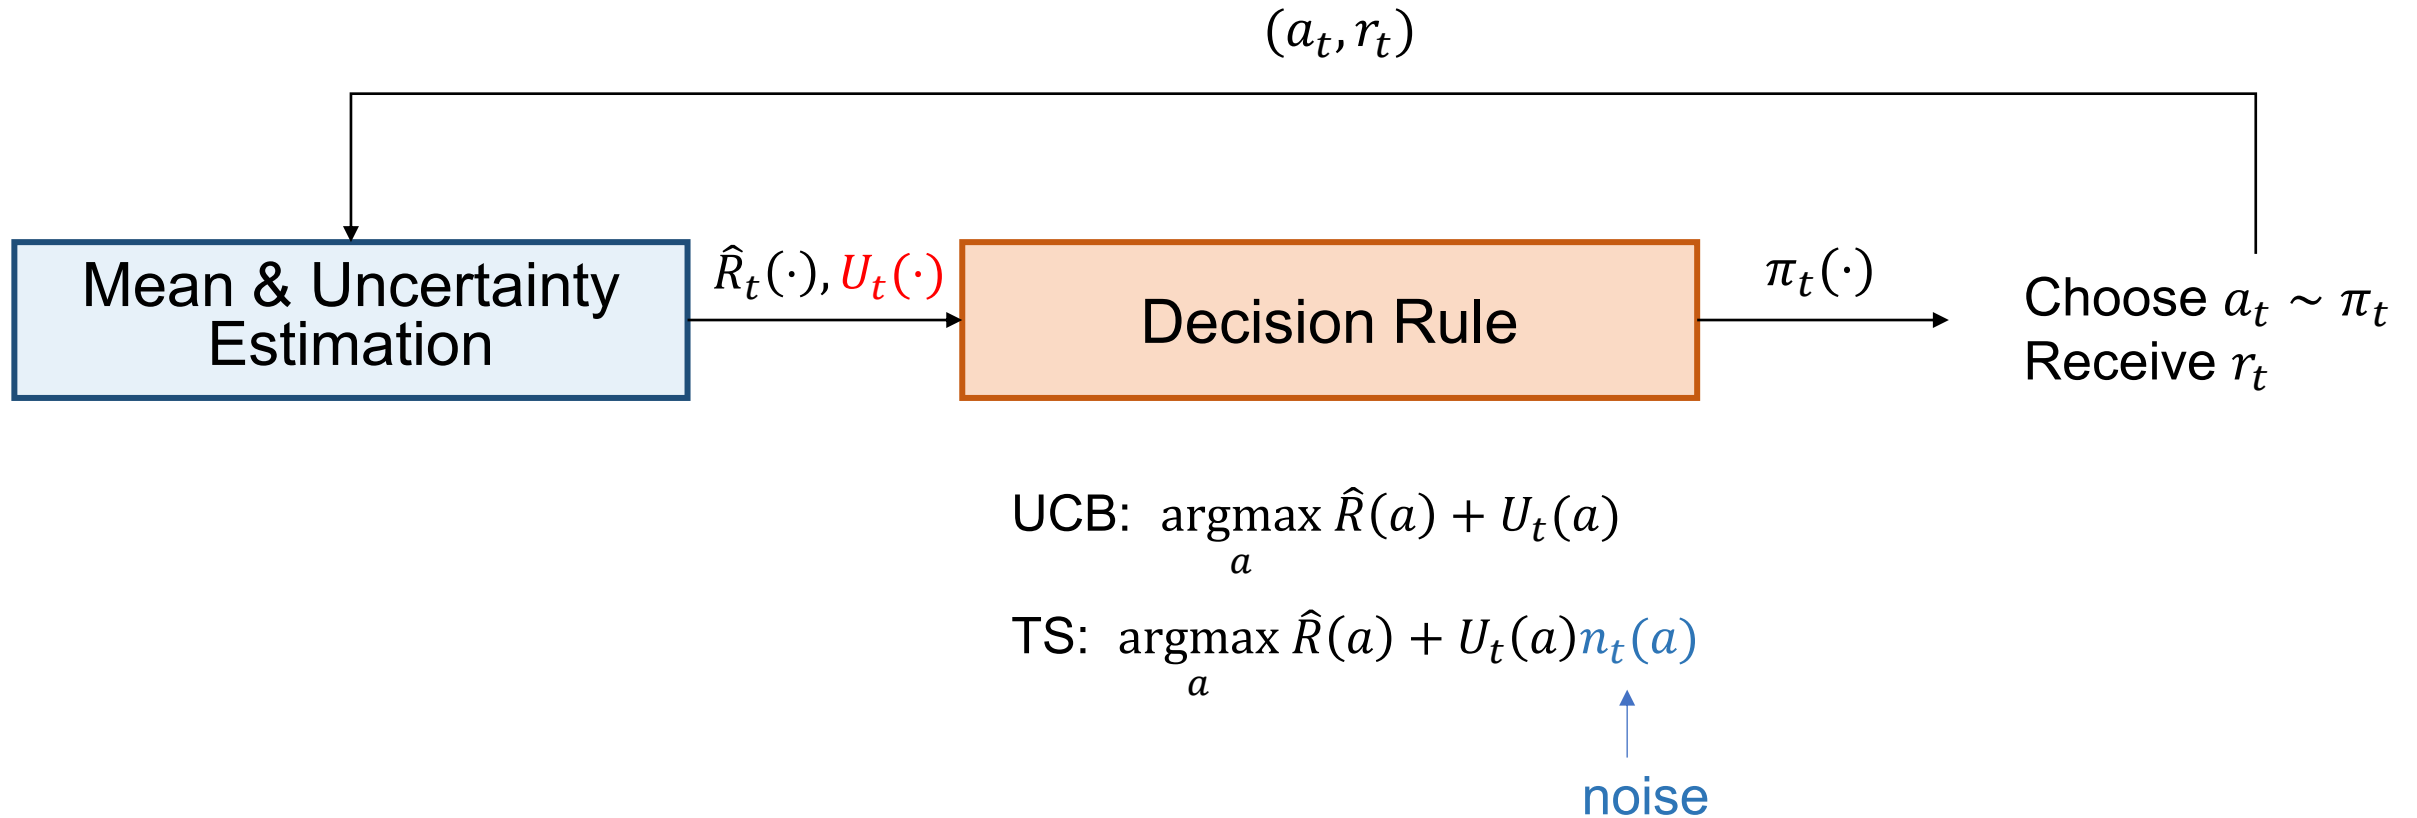 (a_t, r_t)
Mean & Uncertainty
Estimation
R̂_t(·), U_t(·)
Decision Rule
π_t(·)
Choose a_t ~ π_t
Receive r_t
UCB: argmax_a R̂(a) + U_t(a)
TS: argmax_a R̂(a) + U_t(a)n_t(a)
noise